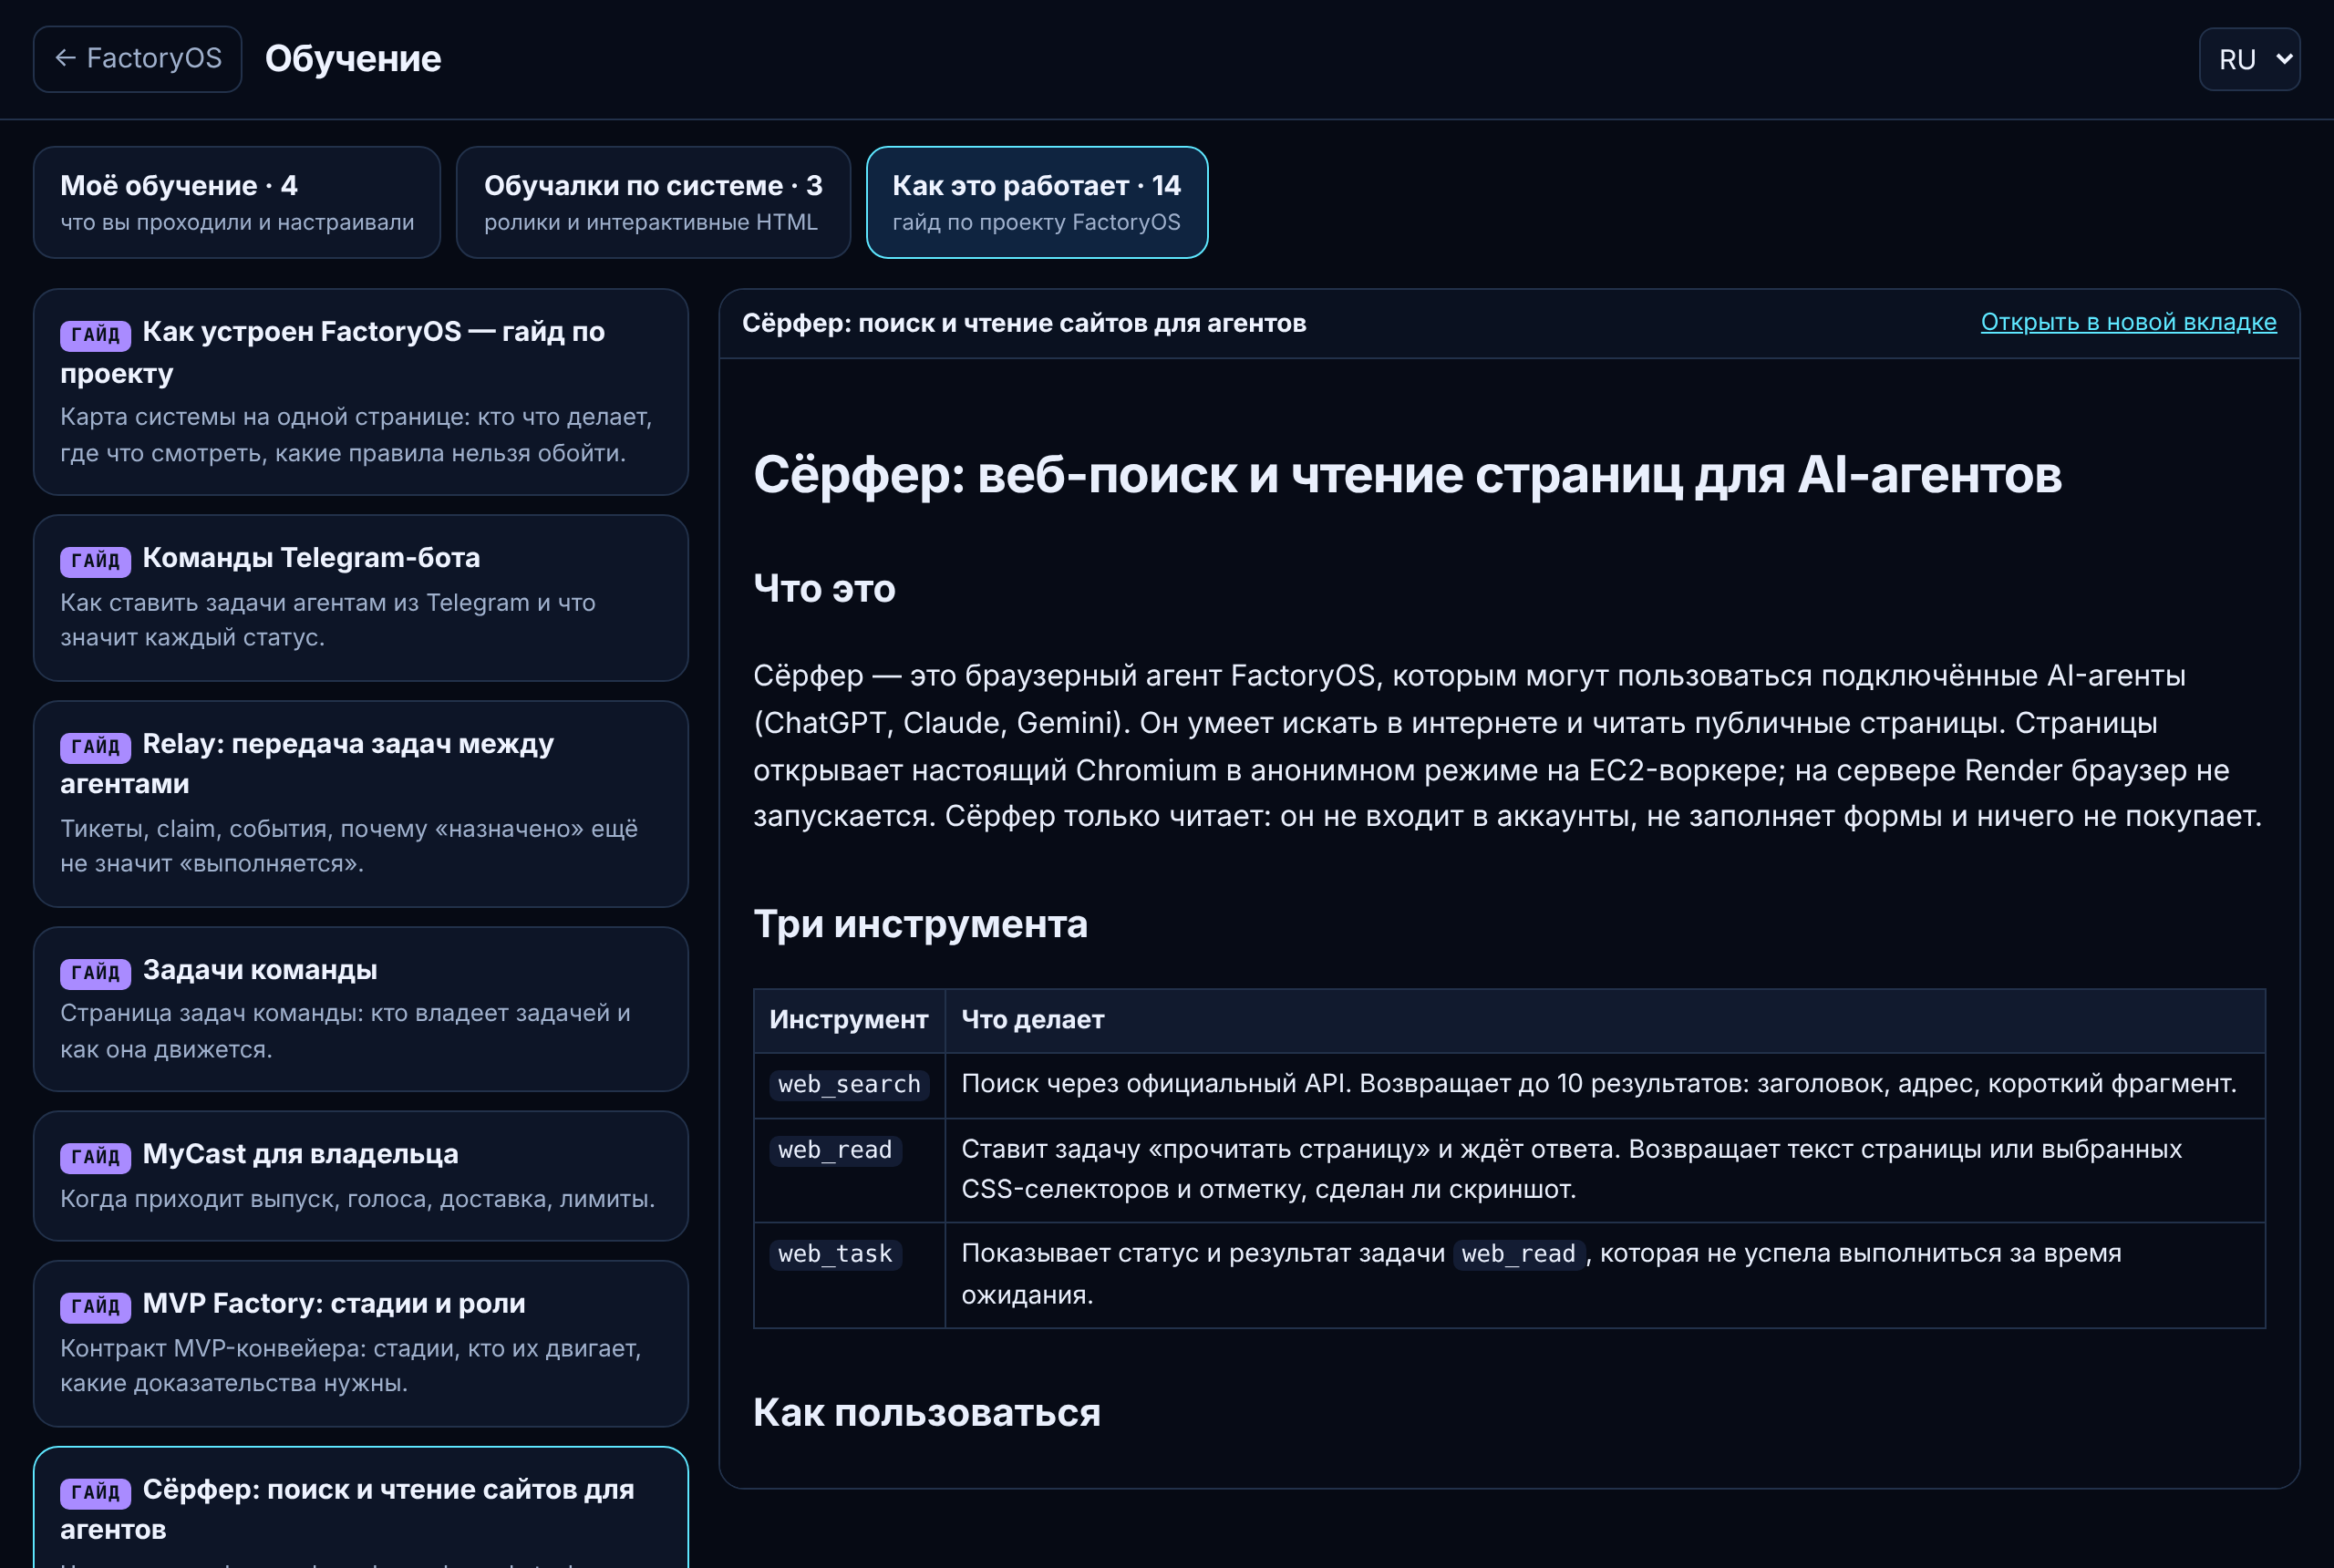 ← FactoryOS
Обучение
RU
Моё обучение · 4
что вы проходили и настраивали
Обучалки по системе · 3
ролики и интерактивные HTML
Как это работает · 14
гайд по проекту FactoryOS
ГАЙД Как устроен FactoryOS — гайд по
проекту
Карта системы на одной странице: кто что делает,
где что смотреть, какие правила нельзя обойти.
ГАЙД Команды Telegram-бота
Как ставить задачи агентам из Telegram и что
значит каждый статус.
ГАЙД Relay: передача задач между
агентами
Тикеты, claim, события, почему «назначено» ещё
не значит «выполняется».
ГАЙД Задачи команды
Страница задач команды: кто владеет задачей и
как она движется.
ГАЙД MyCast для владельца
Когда приходит выпуск, голоса, доставка, лимиты.
ГАЙД MVP Factory: стадии и роли
Контракт MVP-конвейера: стадии, кто их двигает,
какие доказательства нужны.
ГАЙД Сёрфер: поиск и чтение сайтов для
агентов
Сёрфер: поиск и чтение сайтов для агентов
Открыть в новой вкладке
Сёрфер: веб-поиск и чтение страниц для AI-агентов
Что это
Сёрфер — это браузерный агент FactoryOS, которым могут пользоваться подключённые AI-агенты
(ChatGPT, Claude, Gemini). Он умеет искать в интернете и читать публичные страницы. Страницы
открывает настоящий Chromium в анонимном режиме на EC2-воркере; на сервере Render браузер не
запускается. Сёрфер только читает: он не входит в аккаунты, не заполняет формы и ничего не покупает.
Три инструмента
Инструмент Что делает
web_search Поиск через официальный API. Возвращает до 10 результатов: заголовок, адрес, короткий фрагмент.
web_read Ставит задачу «прочитать страницу» и ждёт ответа. Возвращает текст страницы или выбранных
CSS-селекторов и отметку, сделан ли скриншот.
web_task Показывает статус и результат задачи web_read, которая не успела выполниться за время
ожидания.
Как пользоваться